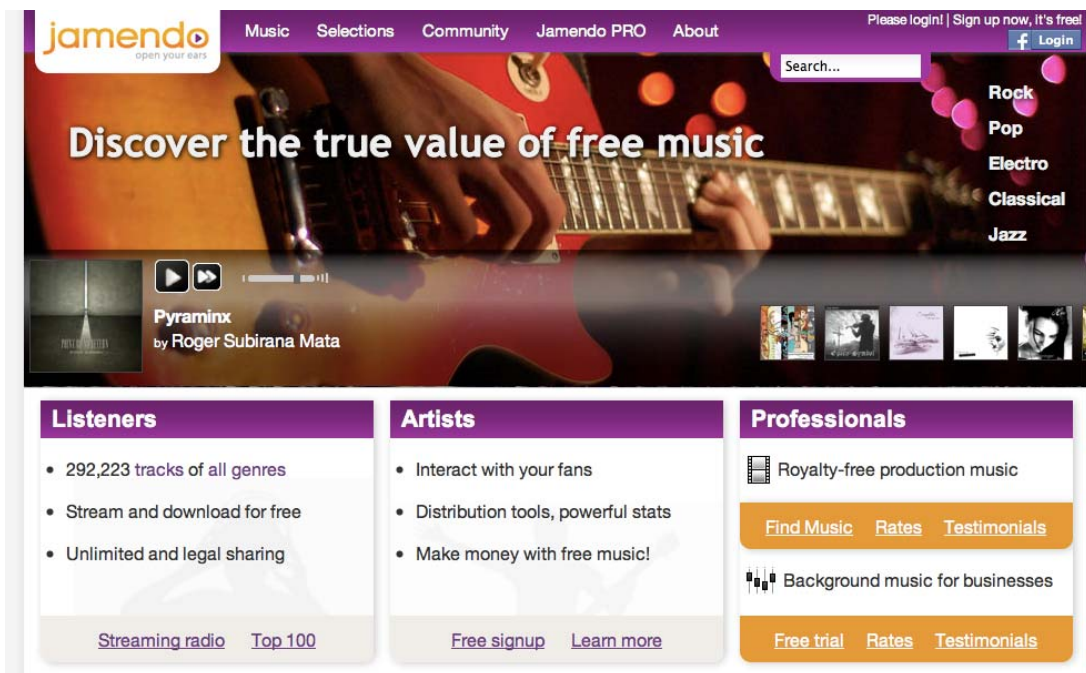 jamendo
open your ears
Music Selections Community Jamendo PRO About
Please login! | Sign up now, it's free!
Login
Search...
Discover the true value of free music
Rock
Pop
Electro
Classical
Jazz
Pyraminx
by Roger Subirana Mata
Listeners
292,223 tracks of all genres
Stream and download for free
Unlimited and legal sharing
Streaming radio Top 100
Artists
Interact with your fans
Distribution tools, powerful stats
Make money with free music!
Free signup Learn more
Professionals
Royalty-free production music
Find Music Rates Testimonials
Background music for businesses
Free trial Rates Testimonials